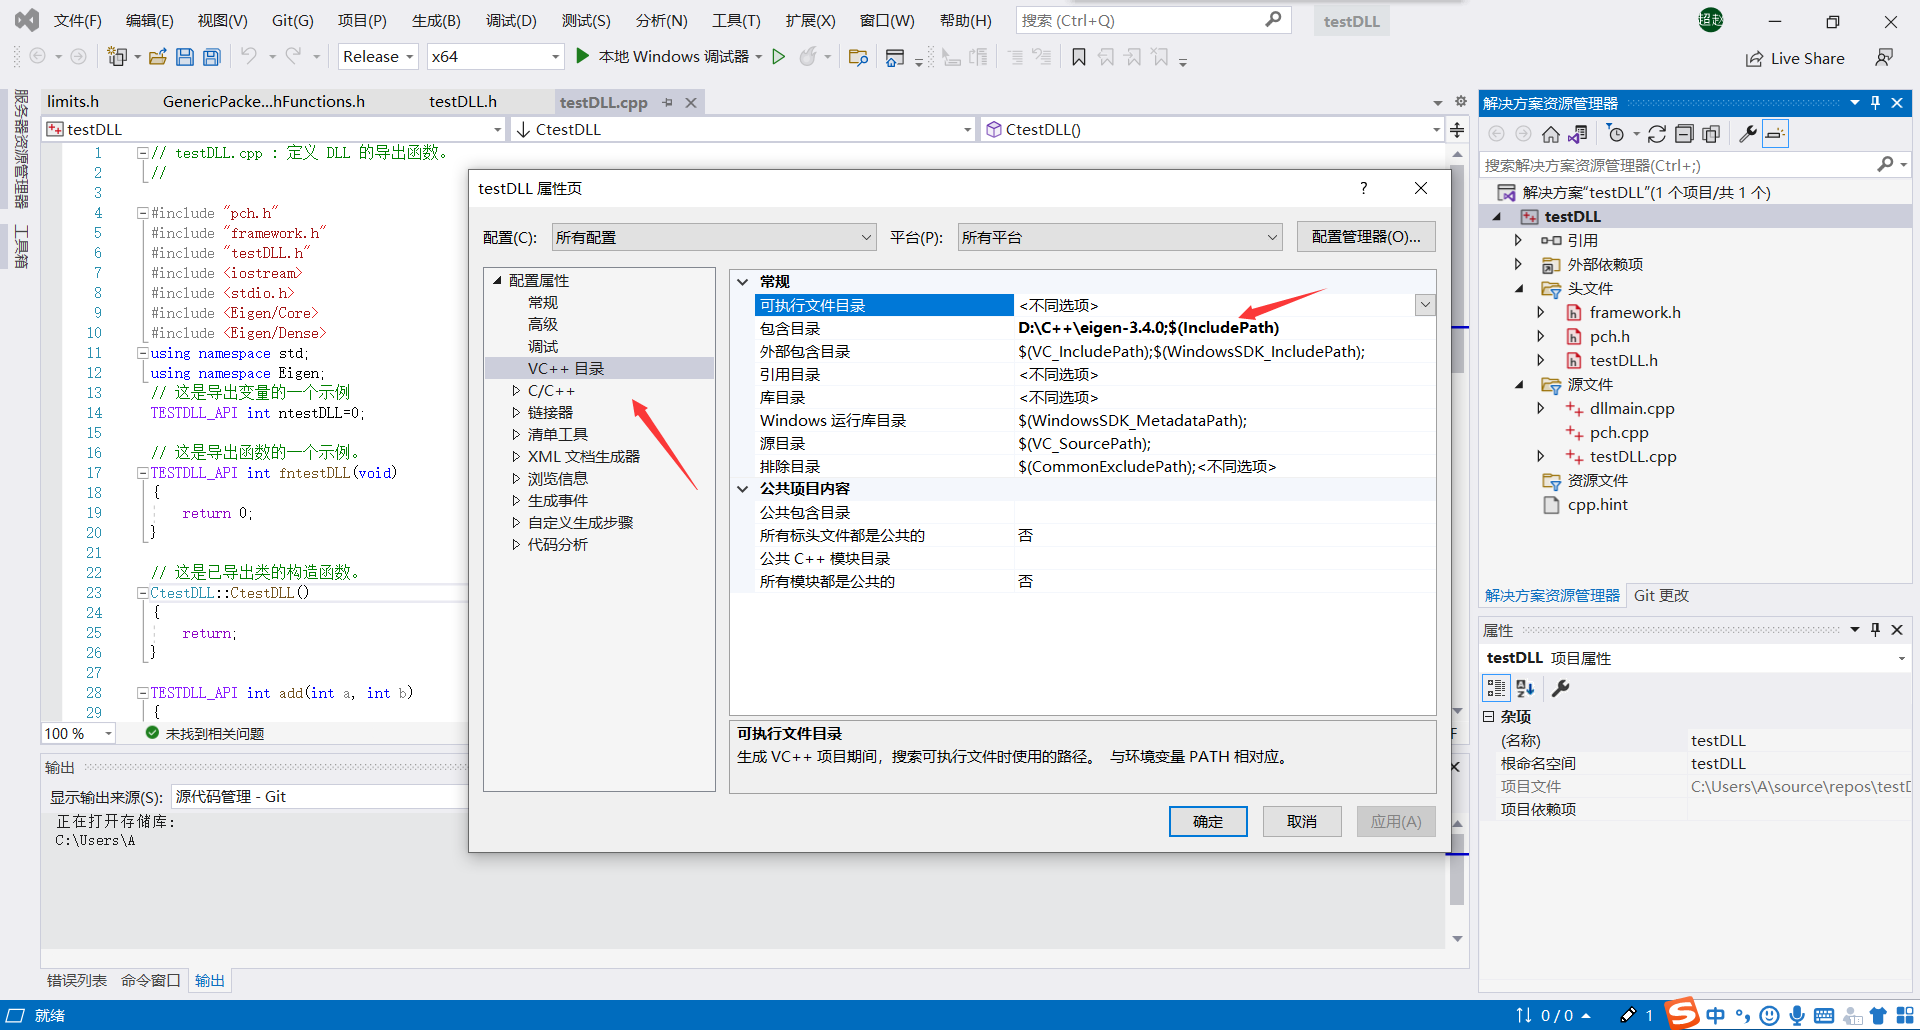 文件(F) 编辑(E) 视图(V) Git(G) 项目(P) 生成(B) 调试(D) 测试(S) 分析(N) 工具(T) 扩展(X) 窗口(W) 帮助(H) 搜索 (Ctrl+Q) testDLL 超赵
Release x64 本地 Windows 调试器 Live Share
服务器资源管理器
工具箱
limits.h GenericPacke...hFunctions.h testDLL.h testDLL.cpp
testDLL CtestDLL CtestDLL()
1 // testDLL.cpp : 定义 DLL 的导出函数。
2 //
3
4 #include "pch.h"
5 #include "framework.h"
6 #include "testDLL.h"
7 #include <iostream>
8 #include <stdio.h>
9 #include <Eigen/Core>
10 #include <Eigen/Dense>
11 using namespace std;
12 using namespace Eigen;
13 // 这是导出变量的一个示例
14 TESTDLL_API int ntestDLL=0;
15
16 // 这是导出函数的一个示例。
17 TESTDLL_API int fntestDLL(void)
18 {
19 return 0;
20 }
21
22 // 这是已导出类的构造函数。
23 CtestDLL::CtestDLL()
24 {
25 return;
26 }
27
28 TESTDLL_API int add(int a, int b)
29 {
100 % 未找到相关问题
输出
显示输出来源(S): 源代码管理 - Git
正在打开存储库:
C:\Users\A
错误列表 命令窗口 输出
testDLL 属性页 ?
配置(C): 所有配置 平台(P): 所有平台 配置管理器(O)...
配置属性
常规
高级
调试
VC++ 目录
C/C++
链接器
清单工具
XML 文档生成器
浏览信息
生成事件
自定义生成步骤
代码分析
常规
可执行文件目录 <不同选项>
包含目录 D:\C++\eigen-3.4.0;$(IncludePath)
外部包含目录 $(VC_IncludePath);$(WindowsSDK_IncludePath);
引用目录 <不同选项>
库目录 <不同选项>
Windows 运行库目录 $(WindowsSDK_MetadataPath);
源目录 $(VC_SourcePath);
排除目录 $(CommonExcludePath);<不同选项>
公共项目内容
公共包含目录
所有标头文件都是公共的 否
公共 C++ 模块目录
所有模块都是公共的 否
可执行文件目录
生成 VC++ 项目期间，搜索可执行文件时使用的路径。 与环境变量 PATH 相对应。
确定 取消 应用(A)
F
解决方案资源管理器
搜索解决方案资源管理器(Ctrl+;)
解决方案"testDLL"(1 个项目/共 1 个)
testDLL
引用
外部依赖项
头文件
framework.h
pch.h
testDLL.h
源文件
dllmain.cpp
pch.cpp
testDLL.cpp
资源文件
cpp.hint
解决方案资源管理器 Git 更改
属性
testDLL 项目属性
杂项
(名称) testDLL
根命名空间 testDLL
项目文件 C:\Users\A\source\repos\testD
项目依赖项
就绪 0 / 0 1 S 中